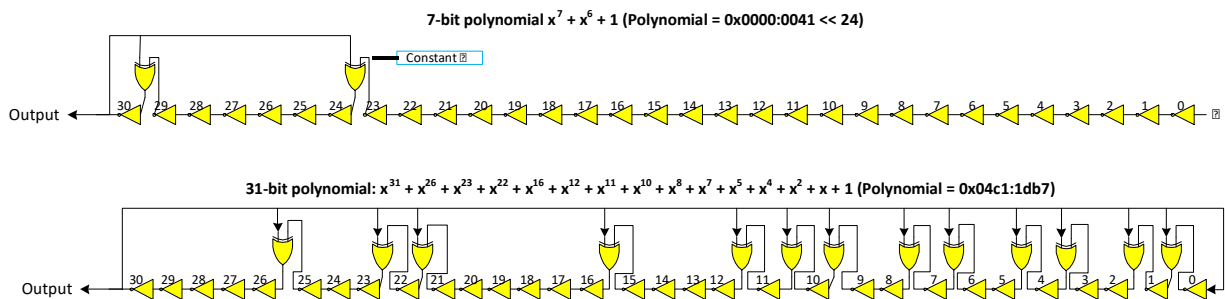 7-bit polynomial x⁷ + x⁶ + 1 (Polynomial = 0x0000:0041 << 24)
Constant
Output
30 29 28 27 26 25 24 23 22 21 20 19 18 17 16 15 14 13 12 11 10 9 8 7 6 5 4 3 2 1 0
31-bit polynomial: x³¹ + x²⁶ + x²³ + x²² + x¹⁶ + x¹² + x¹¹ + x¹⁰ + x⁸ + x⁷ + x⁵ + x⁴ + x² + x + 1 (Polynomial = 0x04c1:1db7)
Output
30 29 28 27 26 25 24 23 22 21 20 19 18 17 16 15 14 13 12 11 10 9 8 7 6 5 4 3 2 1 0